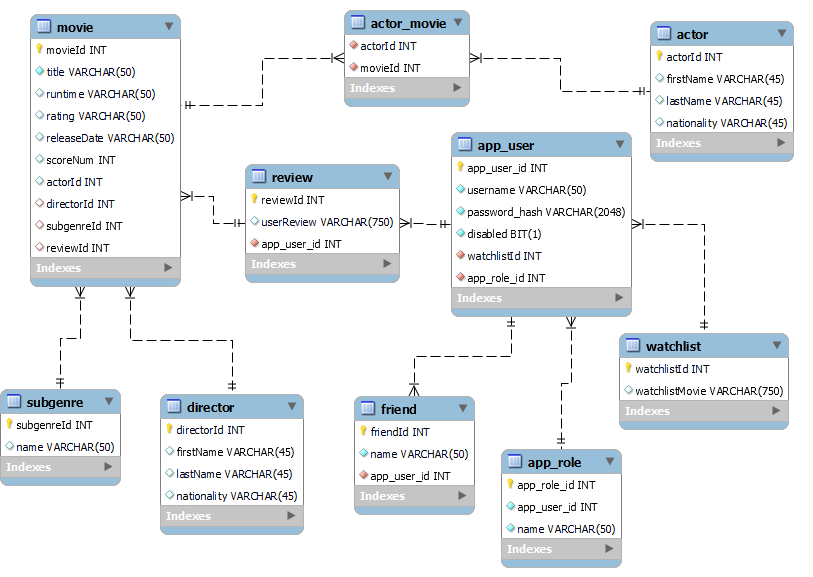 movie
movieId INT
title VARCHAR(50)
runtime VARCHAR(50)
rating VARCHAR(50)
releaseDate VARCHAR(50)
scoreNum INT
actorId INT
directorId INT
subgenreId INT
reviewId INT
Indexes
actor_movie
actorId INT
movieId INT
Indexes
actor
actorId INT
firstName VARCHAR(45)
lastName VARCHAR(45)
nationality VARCHAR(45)
Indexes
review
reviewId INT
userReview VARCHAR(750)
app_user_id INT
Indexes
app_user
app_user_id INT
username VARCHAR(50)
password_hash VARCHAR(2048)
disabled BIT(1)
watchlistId INT
app_role_id INT
Indexes
watchlist
watchlistId INT
watchlistMovie VARCHAR(750)
Indexes
subgenre
subgenreId INT
name VARCHAR(50)
Indexes
director
directorId INT
firstName VARCHAR(45)
lastName VARCHAR(45)
nationality VARCHAR(45)
Indexes
friend
friendId INT
name VARCHAR(50)
app_user_id INT
Indexes
app_role
app_role_id INT
app_user_id INT
name VARCHAR(50)
Indexes